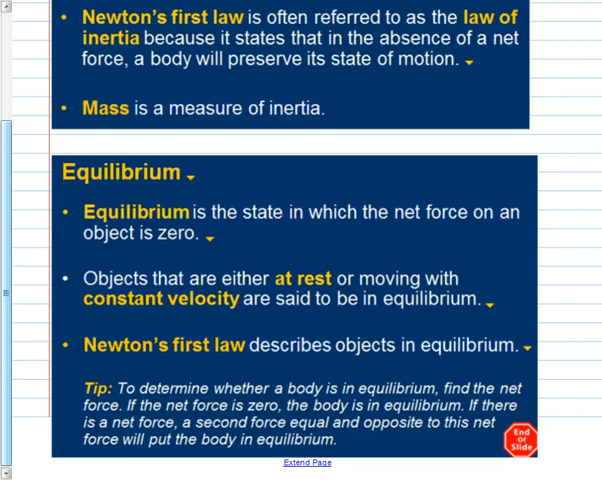 • Newton's first law is often referred to as the law of
inertia because it states that in the absence of a net
force, a body will preserve its state of motion.
• Mass is a measure of inertia.
Equilibrium
• Equilibrium is the state in which the net force on an
object is zero.
• Objects that are either at rest or moving with
constant velocity are said to be in equilibrium.
• Newton's first law describes objects in equilibrium.
Tip: To determine whether a body is in equilibrium, find the net
force. If the net force is zero, the body is in equilibrium. If there
is a net force, a second force equal and opposite to this net
force will put the body in equilibrium.
End
of
Slide
Extend Page